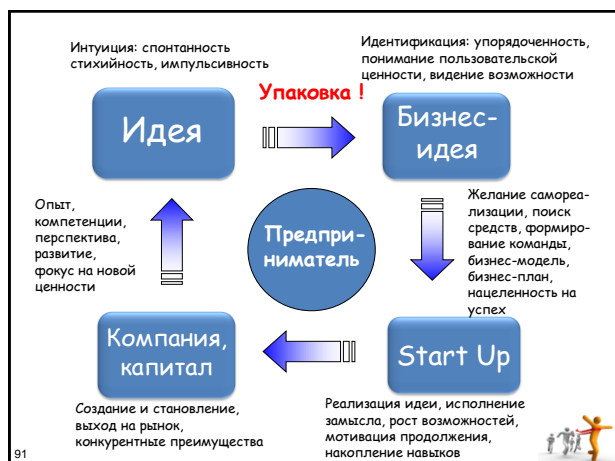 Интуиция: спонтанность
стихийность, импульсивность
Идентификация: упорядоченность,
понимание пользовательской
ценности, видение возможности
Упаковка !
Идея
Бизнес-
идея
Опыт,
компетенции,
перспектива,
развитие,
фокус на новой
ценности
Предпри-
ниматель
Желание самореа-
лизации, поиск
средств, формиро-
вание команды,
бизнес-модель,
бизнес-план,
нацеленность на
успех
Компания,
капитал
Start Up
Создание и становление,
выход на рынок,
конкурентные преимущества
Реализация идеи, исполнение
замысла, рост возможностей,
мотивация продолжения,
накопление навыков
91